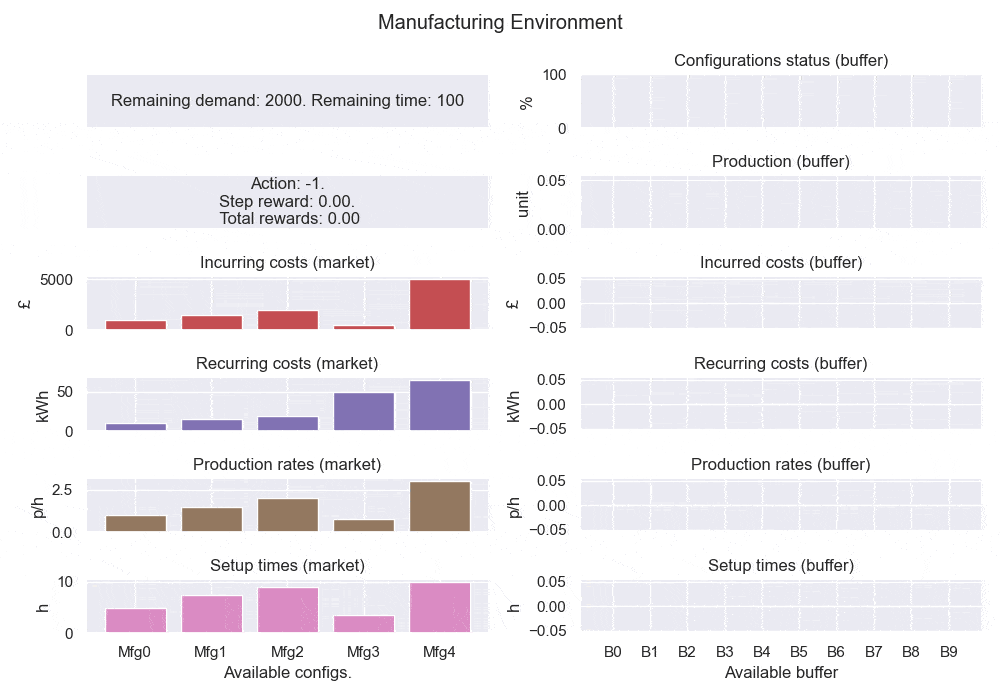 Manufacturing Environment
Remaining demand: 2000. Remaining time: 100
Action: -1.
Step reward: 0.00.
Total rewards: 0.00
Incurring costs (market)
£
5000
0
Recurring costs (market)
kWh
50
0
Production rates (market)
p/h
2.5
0.0
Setup times (market)
h
10
0
Mfg0 Mfg1 Mfg2 Mfg3 Mfg4
Available configs.
Configurations status (buffer)
%
100
0
Production (buffer)
unit
0.05
0.00
Incurred costs (buffer)
£
0.05
0.00
−0.05
Recurring costs (buffer)
kWh
0.05
0.00
−0.05
Production rates (buffer)
p/h
0.05
0.00
−0.05
Setup times (buffer)
h
0.05
0.00
−0.05
B0 B1 B2 B3 B4 B5 B6 B7 B8 B9
Available buffer